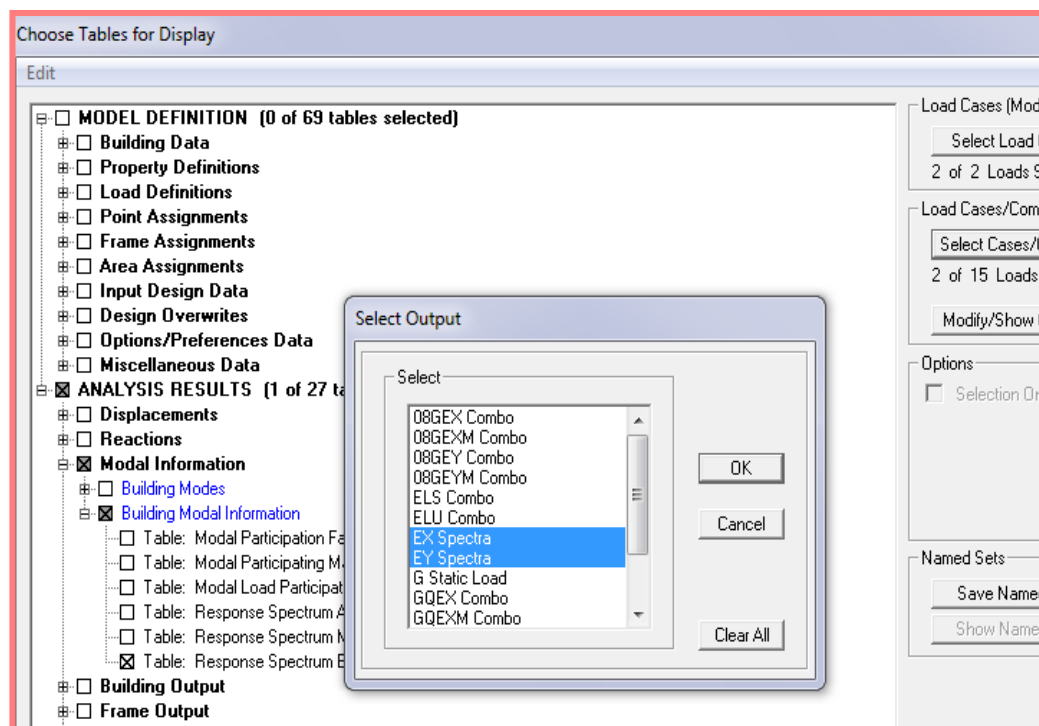 Choose Tables for Display
Edit
MODEL DEFINITION (0 of 69 tables selected)
Building Data
Property Definitions
Load Definitions
Point Assignments
Frame Assignments
Area Assignments
Input Design Data
Design Overwrites
Options/Preferences Data
Miscellaneous Data
ANALYSIS RESULTS (1 of 27 ta
Displacements
Reactions
Modal Information
Building Modes
Building Modal Information
Table: Modal Participation Fa
Table: Modal Participating M
Table: Modal Load Participat
Table: Response Spectrum A
Table: Response Spectrum M
Table: Response Spectrum B
Building Output
Frame Output
Select Output
Select
08GEX Combo
08GEXM Combo
08GEY Combo
08GEYM Combo
ELS Combo
ELU Combo
EX Spectra
EY Spectra
G Static Load
GQEX Combo
GQEXM Combo
OK
Cancel
Clear All
Load Cases (Mod
Select Load
2 of 2 Loads S
Load Cases/Com
Select Cases/
2 of 15 Loads
Modify/Show
Options
Selection On
Named Sets
Save Name
Show Name